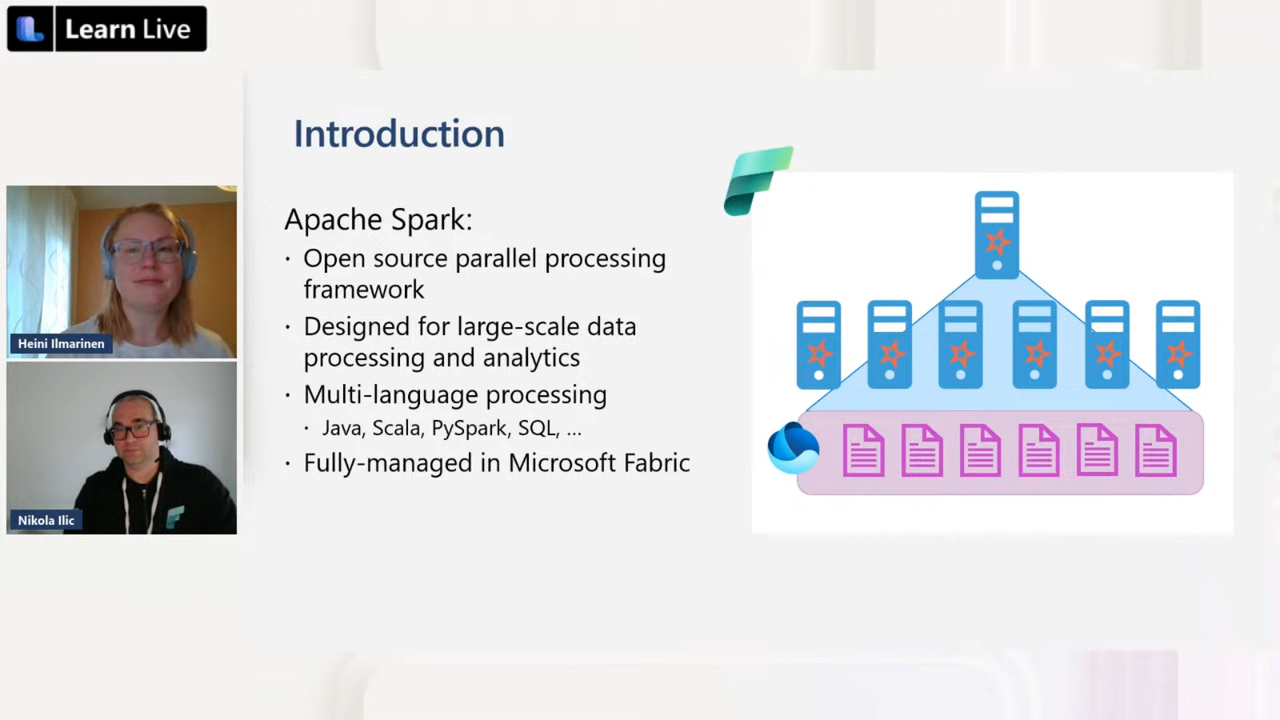 Learn Live
Introduction
Apache Spark:
· Open source parallel processing
framework
· Designed for large-scale data
processing and analytics
· Multi-language processing
· Java, Scala, PySpark, SQL, ...
· Fully-managed in Microsoft Fabric
Heini Ilmarinen
Nikola Ilic